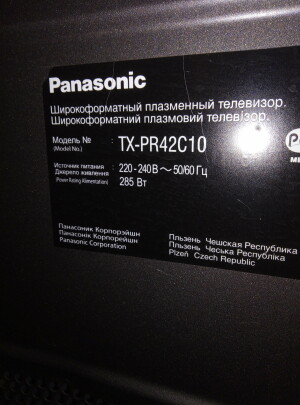 Panasonic
Широкоформатный плазменный телевизор.
Широкоформатний плазмовий телевізор.
Модель №
(Model No.)
: TX-PR42C10
Источник питания
Джерело живлення
(Power Rating Alimentation)
: 220-240В ~ 50/60 Гц
285 Вт
Панасоник Корпорэйшн
Панасонік Корпорейшн
Panasonic Corporation
Пльзень Чешская Республика
Пльзень Чеська Республіка
Plzeň Czech Republic